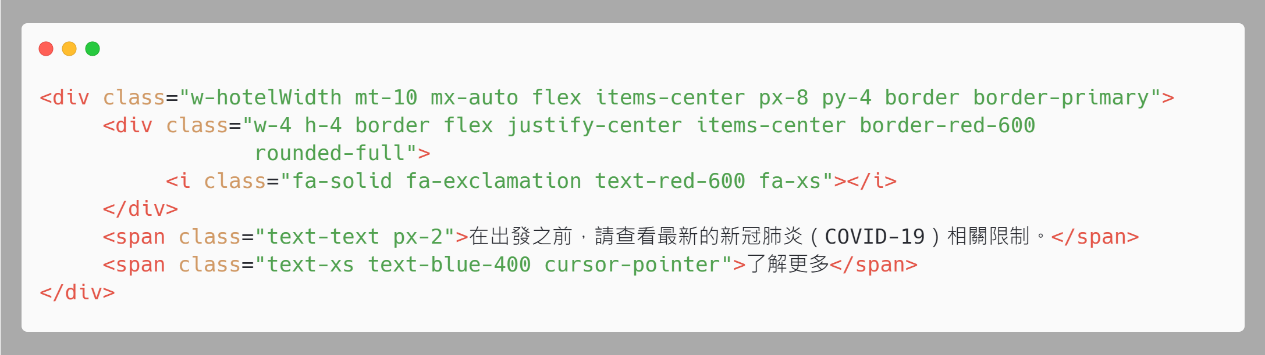 <div class="w-hotelWidth mt-10 mx-auto flex items-center px-8 py-4 border border-primary">
<div class="w-4 h-4 border flex justify-center items-center border-red-600
rounded-full">
<i class="fa-solid fa-exclamation text-red-600 fa-xs"></i>
</div>
<span class="text-text px-2">在出發之前，請查看最新的新冠肺炎（COVID-19）相關限制。</span>
<span class="text-xs text-blue-400 cursor-pointer">了解更多</span>
</div>